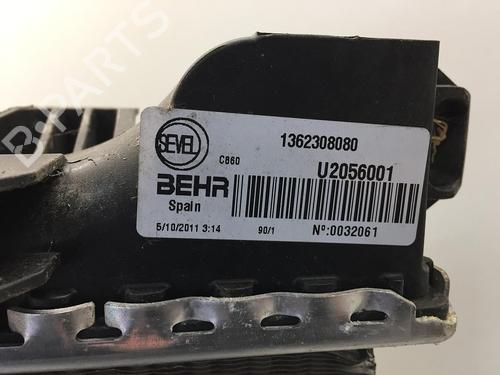 B-PARTS
SEVEL
C860
1362308080
BEHR
U2056001
Spain
5/10/2011 3:14
90/1
Nº:0032061